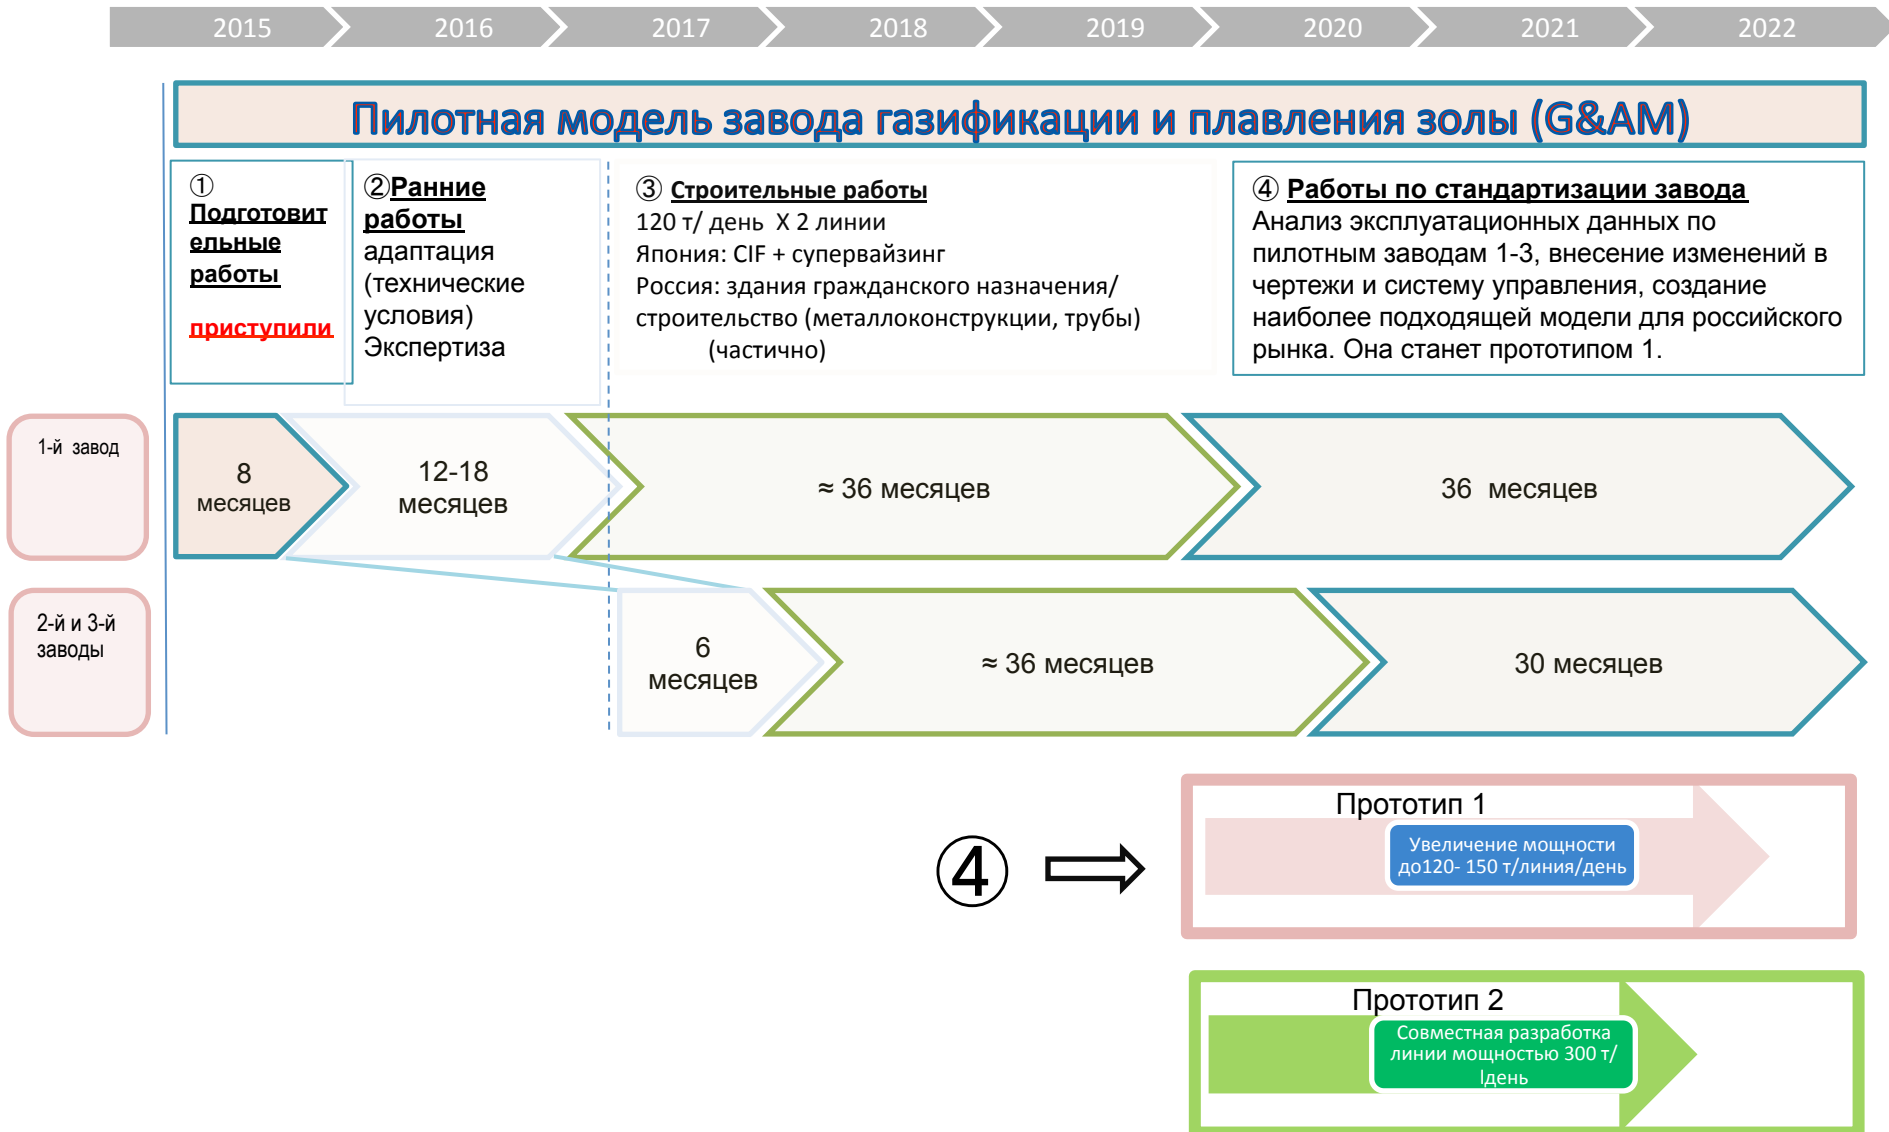 2015 2016 2017 2018 2019 2020 2021 2022
Пилотная модель завода газификации и плавления золы (G&AM)
①
Подготовит
ельные
работы
приступили
②Ранние
работы
адаптация
(технические
условия)
Экспертиза
③ Строительные работы
120 т/ день X 2 линии
Япония: CIF + супервайзинг
Россия: здания гражданского назначения/
строительство (металлоконструкции, трубы)
(частично)
④ Работы по стандартизации завода
Анализ эксплуатационных данных по
пилотным заводам 1-3, внесение изменений в
чертежи и систему управления, создание
наиболее подходящей модели для российского
рынка. Она станет прототипом 1.
1-й завод
8
месяцев
12-18
месяцев
≈ 36 месяцев
36 месяцев
2-й и 3-й
заводы
6
месяцев
≈ 36 месяцев
30 месяцев
④
Прототип 1
Увеличение мощности
до120- 150 т/линия/день
Прототип 2
Совместная разработка
линии мощностью 300 т/
lдень